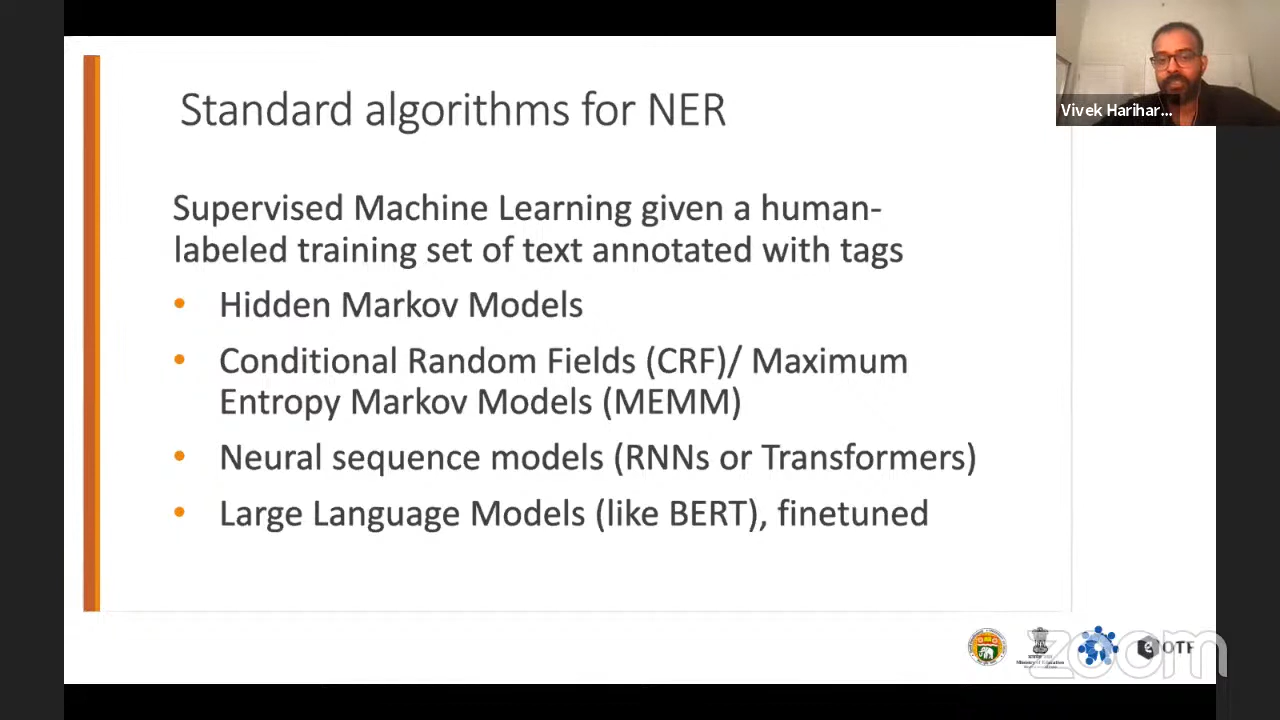 Vivek Harihar...
Standard algorithms for NER
Supervised Machine Learning given a human-
labeled training set of text annotated with tags
• Hidden Markov Models
• Conditional Random Fields (CRF)/ Maximum
Entropy Markov Models (MEMM)
• Neural sequence models (RNNs or Transformers)
• Large Language Models (like BERT), finetuned
zoom